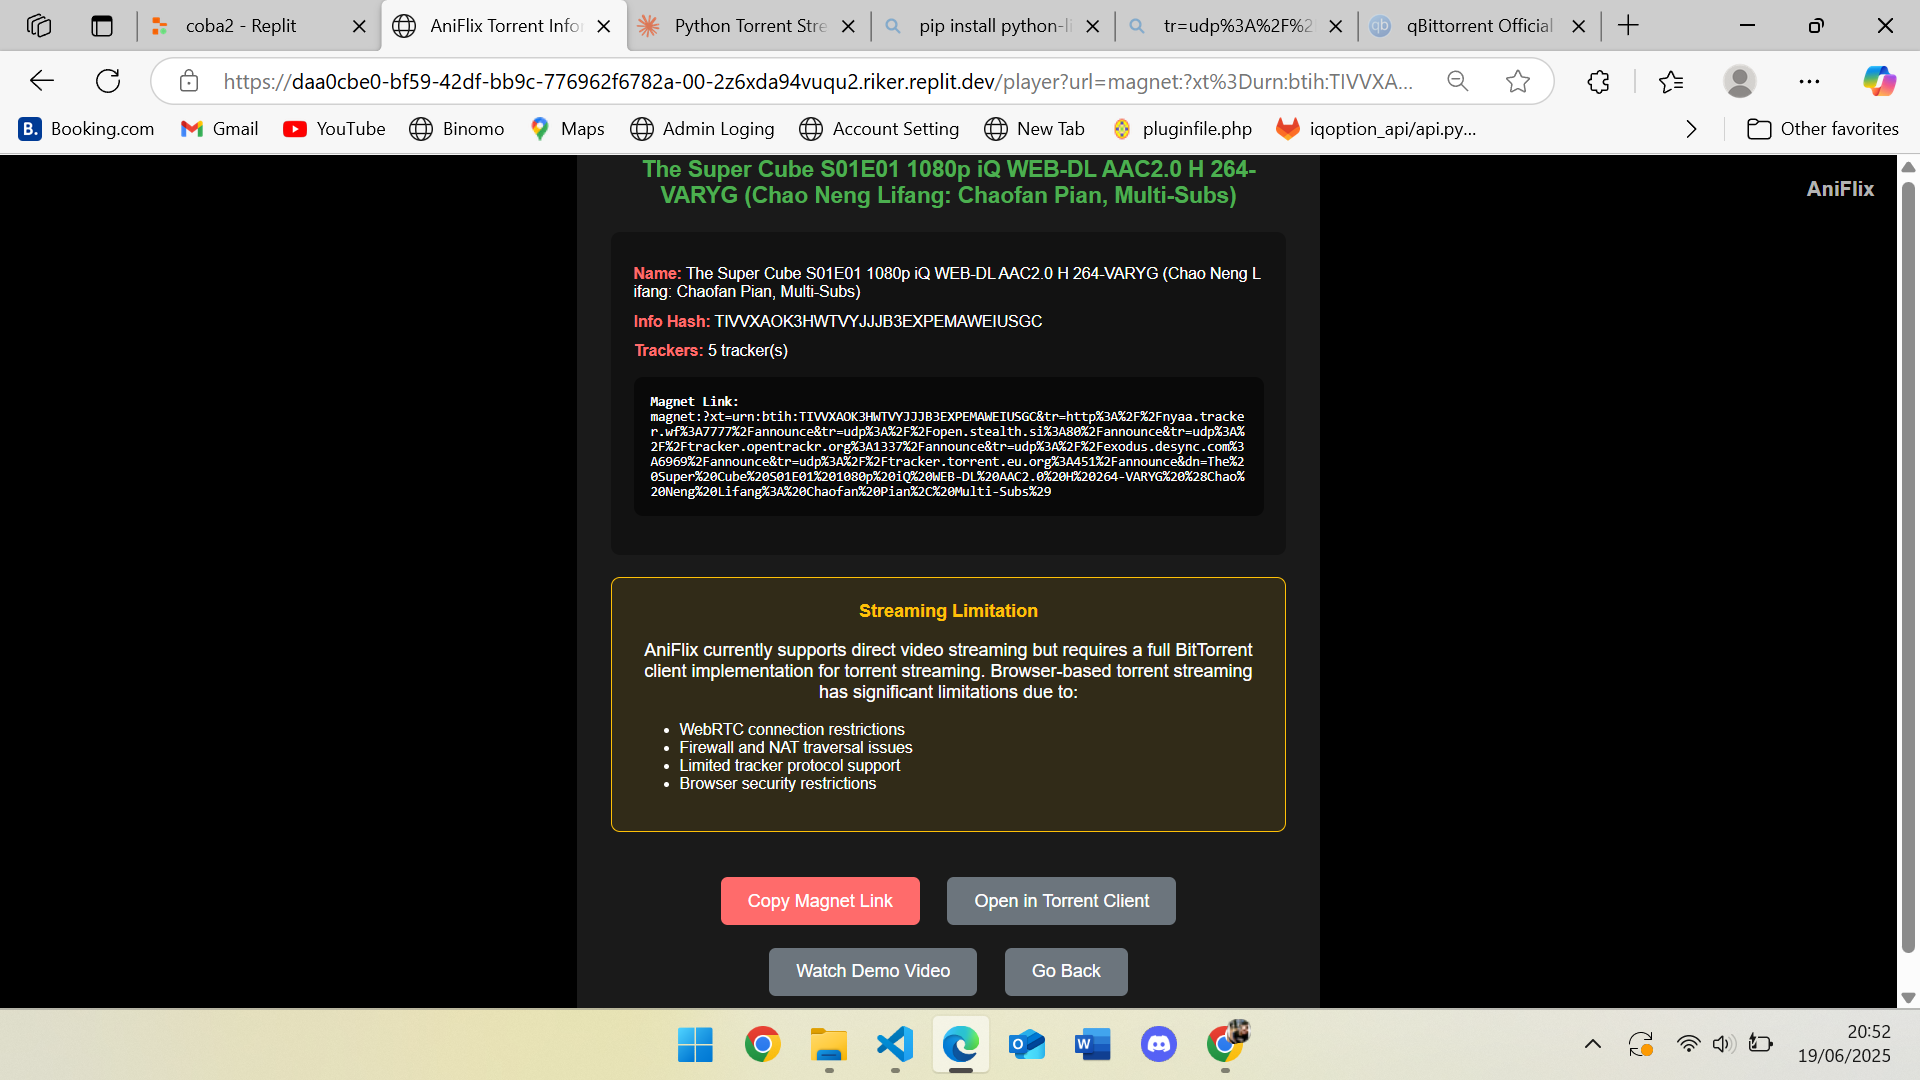 coba2 - Replit
AniFlix Torrent Infor
Python Torrent Stre
pip install python-li
tr=udp%3A%2F%2
qBittorrent Official
https://daa0cbe0-bf59-42df-bb9c-776962f6782a-00-2z6xda94vuqu2.riker.replit.dev/player?url=magnet:?xt%3Durn:btih:TIVVXA...
Booking.com
Gmail
YouTube
Binomo
Maps
Admin Loging
Account Setting
New Tab
pluginfile.php
iqoption_api/api.py...
Other favorites
AniFlix
The Super Cube S01E01 1080p iQ WEB-DL AAC2.0 H 264-
VARYG (Chao Neng Lifang: Chaofan Pian, Multi-Subs)
Name: The Super Cube S01E01 1080p iQ WEB-DL AAC2.0 H 264-VARYG (Chao Neng L
ifang: Chaofan Pian, Multi-Subs)
Info Hash: TIVVXAOK3HWTVYJJJB3EXPEMAWEIUSGC
Trackers: 5 tracker(s)
Magnet Link:
magnet:?xt=urn:btih:TIVVXAOK3HWTVYJJJB3EXPEMAWEIUSGC&tr=http%3A%2F%2Fnyaa.tracke
r.wf%3A7777%2Fannounce&tr=udp%3A%2F%2Fopen.stealth.si%3A80%2Fannounce&tr=udp%3A%
2F%2Ftracker.opentrackr.org%3A1337%2Fannounce&tr=udp%3A%2F%2Fexodus.desync.com%3
A6969%2Fannounce&tr=udp%3A%2F%2Ftracker.torrent.eu.org%3A451%2Fannounce&dn=The%2
0Super%20Cube%20S01E01%201080p%20iQ%20WEB-DL%20AAC2.0%20H%20264-VARYG%20%28Chao%
20Neng%20Lifang%3A%20Chaofan%20Pian%2C%20Multi-Subs%29
Streaming Limitation
AniFlix currently supports direct video streaming but requires a full BitTorrent
client implementation for torrent streaming. Browser-based torrent streaming
has significant limitations due to:
• WebRTC connection restrictions
• Firewall and NAT traversal issues
• Limited tracker protocol support
• Browser security restrictions
Copy Magnet Link
Open in Torrent Client
Watch Demo Video
Go Back
20:52
19/06/2025